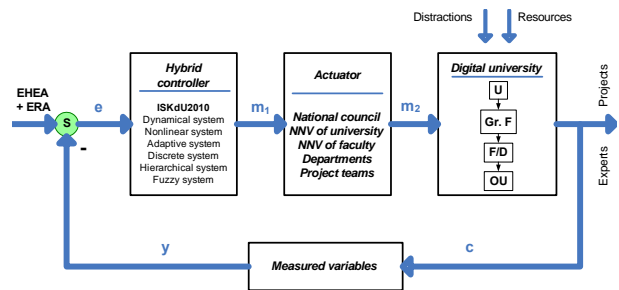 Distractions Resources
EHEA
+ ERA
S
-
e
Hybrid
controller
ISKdU2010
Dynamical system
Nonlinear system
Adaptive system
Discrete system
Hierarchical system
Fuzzy system
m1
Actuator
National council
NNV of university
NNV of faculty
Departments
Project teams
m2
Digital university
U
Gr. F
F/D
OU
Projects
Experts
y
Measured variables
c